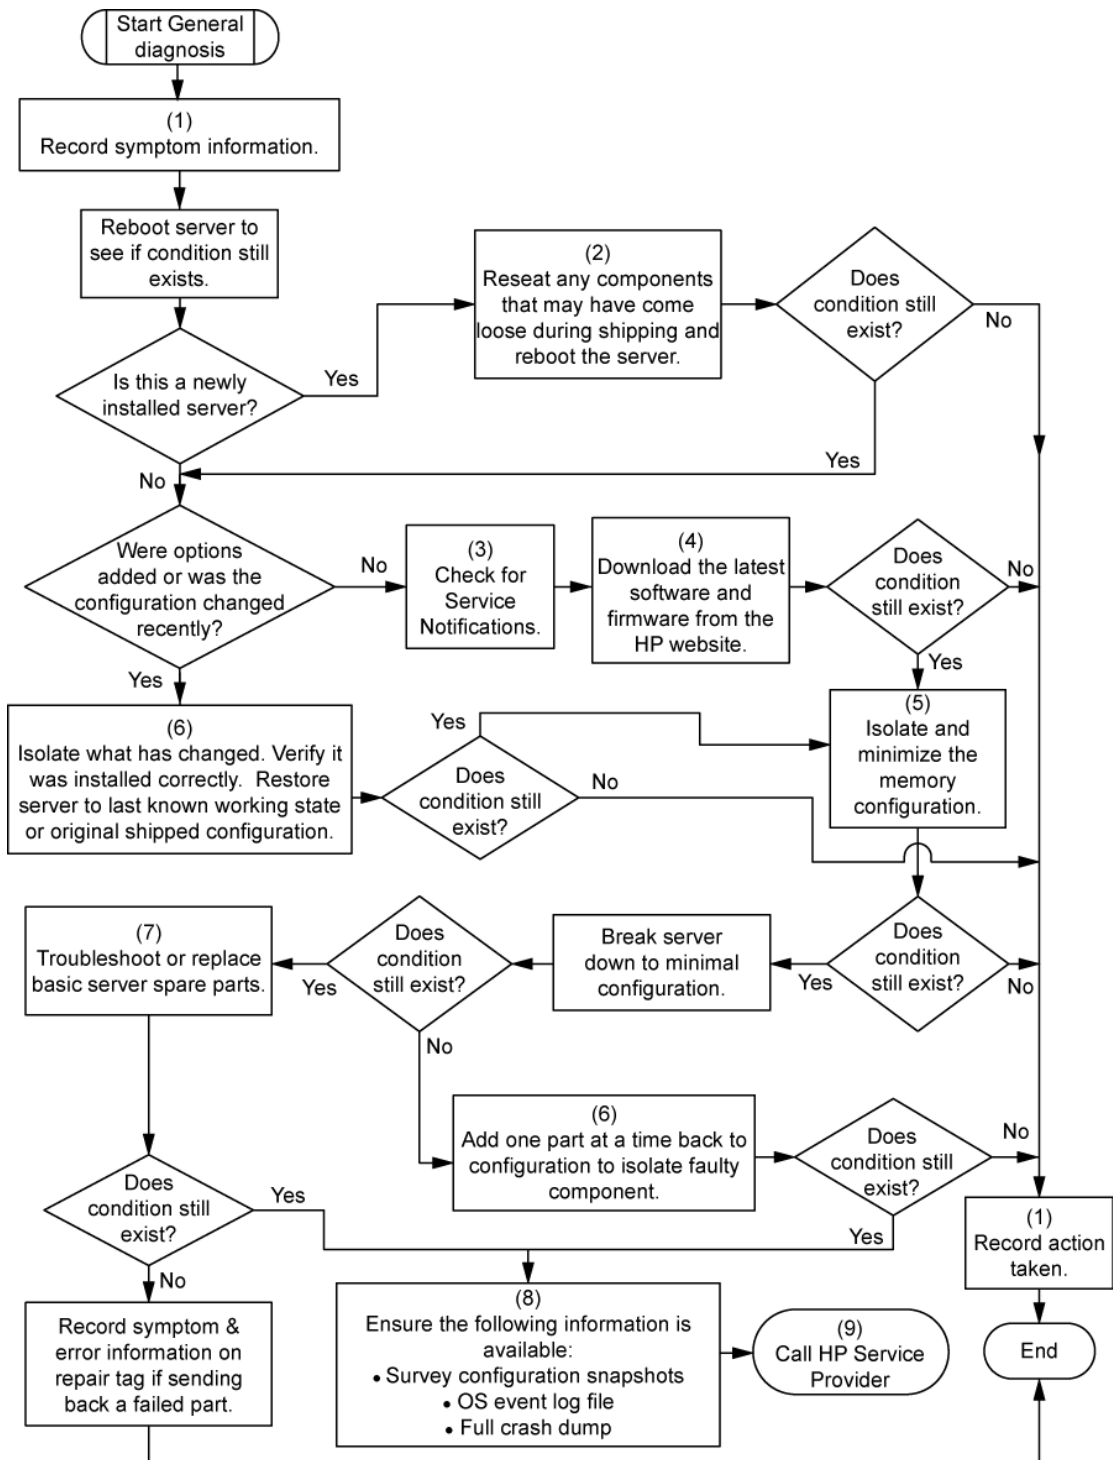 Start General
diagnosis
(1)
Record symptom information.
Reboot server to
see if condition still
exists.
Is this a newly
installed server?
Yes
No
(2)
Reseat any components
that may have come
loose during shipping and
reboot the server.
Does
condition still
exist?
No
Yes
Were options
added or was the
configuration changed
recently?
No
Yes
(3)
Check for
Service
Notifications.
(4)
Download the latest
software and
firmware from the
HP website.
Does
condition
still exist?
No
Yes
(5)
Isolate and
minimize the
memory
configuration.
(6)
Isolate what has changed. Verify it
was installed correctly. Restore
server to last known working state
or original shipped configuration.
Does
condition still
exist?
Yes
No
Does
condition
still exist?
No
Yes
Break server
down to minimal
configuration.
Does
condition
still exist?
Yes
No
(7)
Troubleshoot or replace
basic server spare parts.
(6)
Add one part at a time back to
configuration to isolate faulty
component.
Does
condition still
exist?
No
Yes
Does
condition still
exist?
Yes
No
(1)
Record action
taken.
Record symptom &
error information on
repair tag if sending
back a failed part.
(8)
Ensure the following information is
available:
• Survey configuration snapshots
• OS event log file
• Full crash dump
(9)
Call HP Service
Provider
End